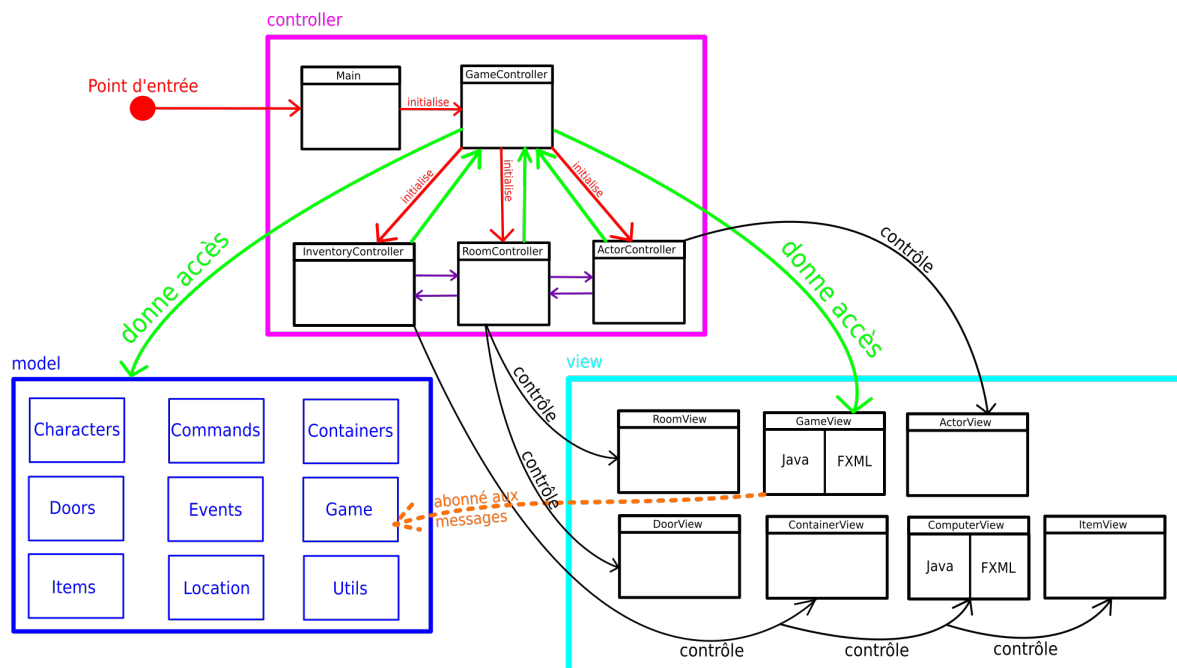 controller
Main
GameController
Point d'entrée
initialise
initialise
initialise
initialise
InventoryController
RoomController
ActorController
donne accès
donne accès
contrôle
model
view
Characters
Commands
Containers
Doors
Events
Game
Items
Location
Utils
contrôle
contrôle
abonné aux
messages
RoomView
GameView
Java
FXML
ActorView
DoorView
ContainerView
ComputerView
Java
FXML
ItemView
contrôle
contrôle
contrôle